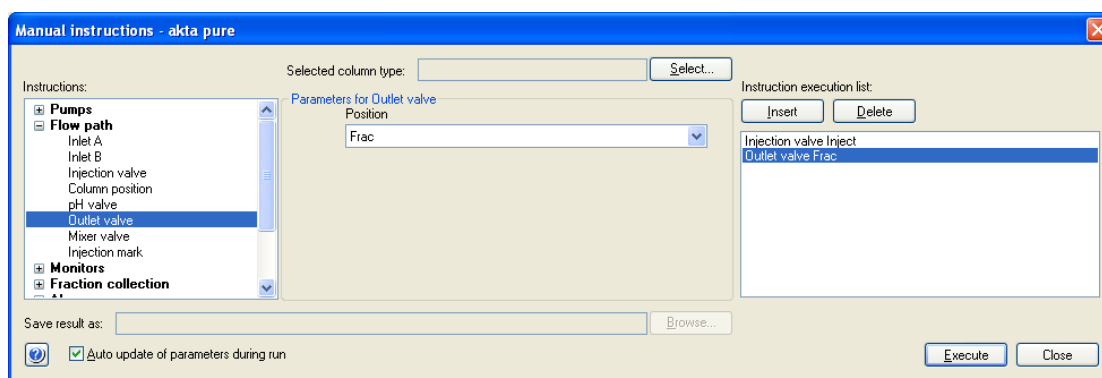 Manual instructions - akta pure
Selected column type:
Select...
Instructions:
Pumps
Flow path
Inlet A
Inlet B
Injection valve
Column position
pH valve
Outlet valve
Mixer valve
Injection mark
Monitors
Fraction collection
Parameters for Outlet valve
Position
Frac
Instruction execution list:
Insert
Delete
Injection valve Inject
Outlet valve Frac
Save result as:
Browse...
Auto update of parameters during run
Execute
Close